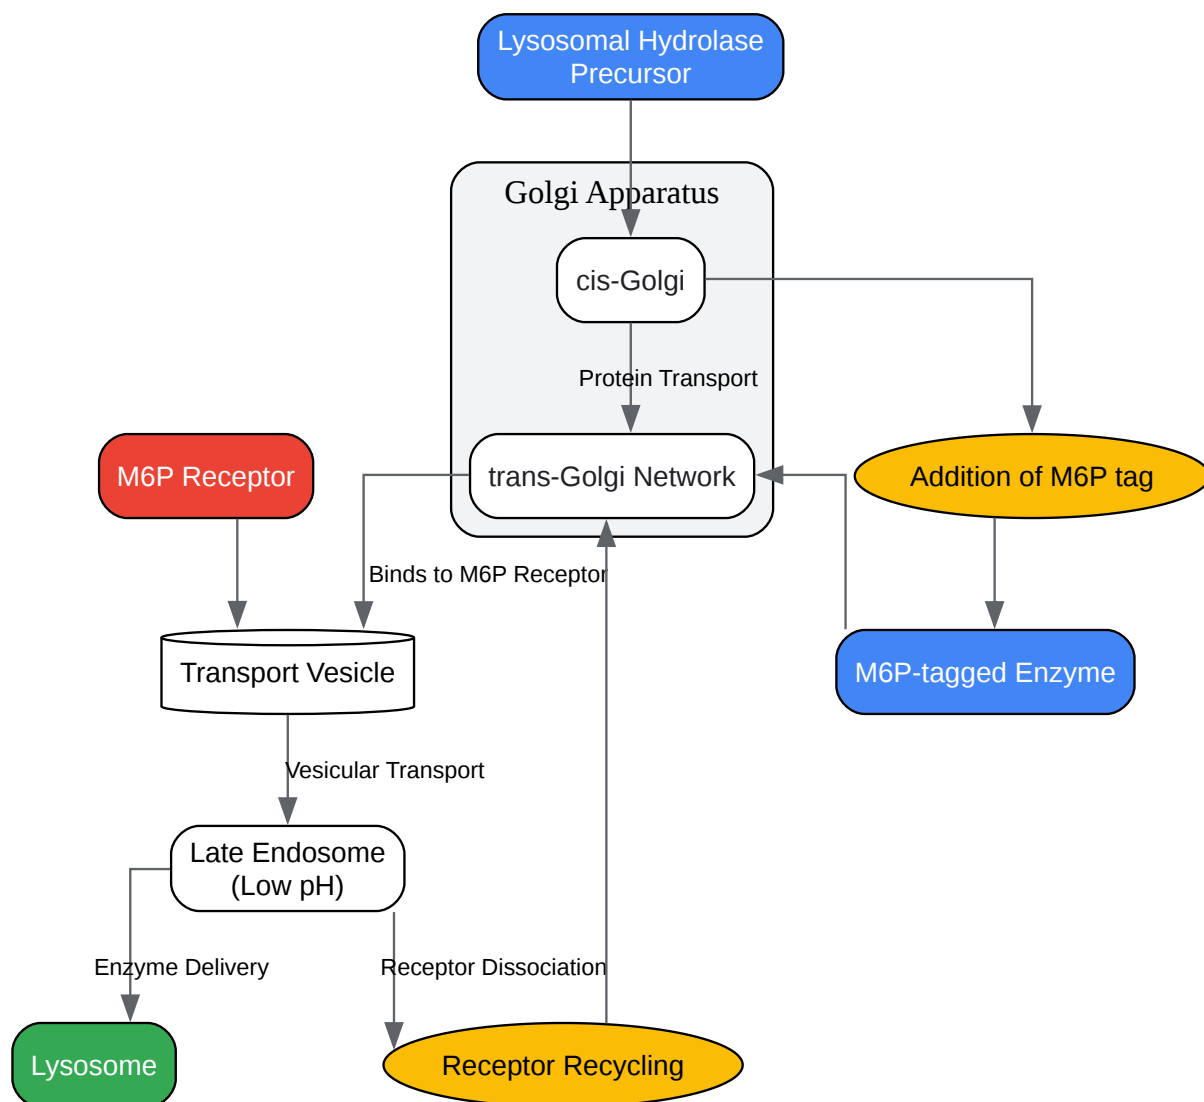 Lysosomal Hydrolase
Precursor
Golgi Apparatus
cis-Golgi
Protein Transport
M6P Receptor
trans-Golgi Network
Addition of M6P tag
Binds to M6P Receptor
Transport Vesicle
M6P-tagged Enzyme
Vesicular Transport
Late Endosome
(Low pH)
Enzyme Delivery
Receptor Dissociation
Lysosome
Receptor Recycling